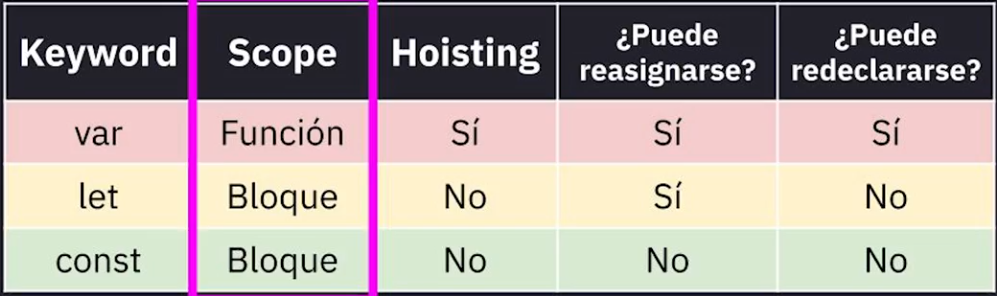 Keyword Scope Hoisting ¿Puede reasignarse? ¿Puede redeclararse?
var Función Sí Sí Sí
let Bloque No Sí No
const Bloque No No No